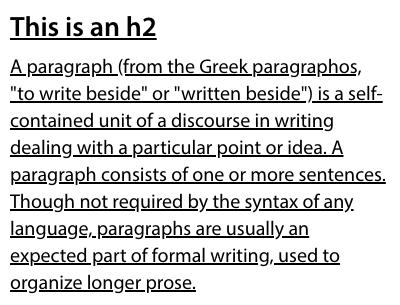 This is an h2
A paragraph (from the Greek paragraphos,
"to write beside" or "written beside") is a self-
contained unit of a discourse in writing
dealing with a particular point or idea. A
paragraph consists of one or more sentences.
Though not required by the syntax of any
language, paragraphs are usually an
expected part of formal writing, used to
organize longer prose.